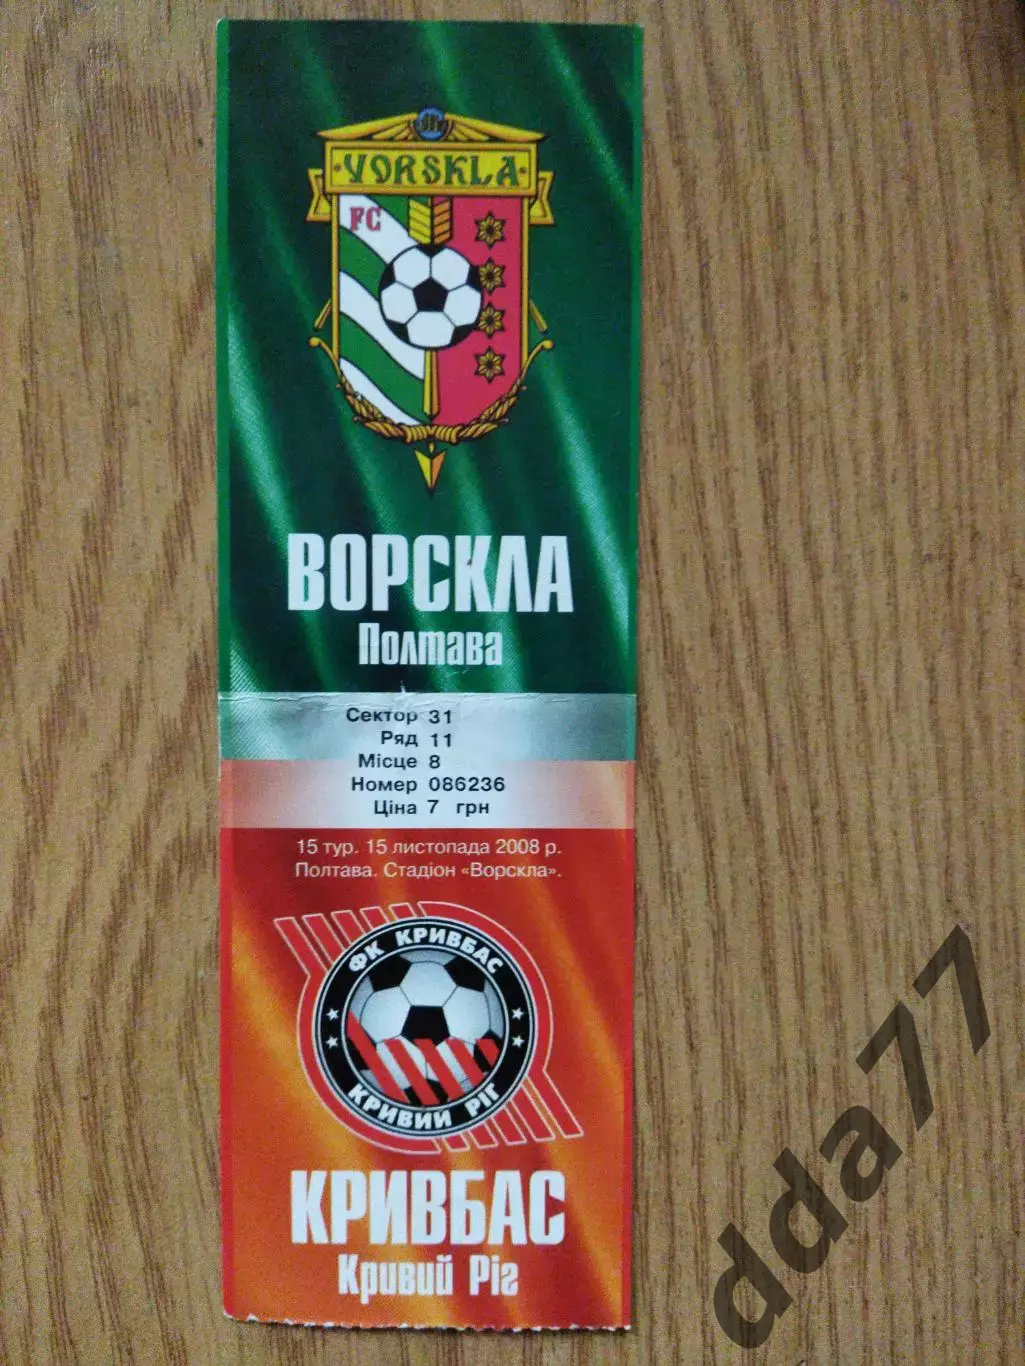 VORSKLA
FC
ВОРСКЛА
Полтава
Сектор 31
Ряд 11
Місце 8
Номер 086236
Ціна 7 грн
15 тур. 15 листопада 2008 р.
Полтава. Стадіон «Ворскла».
ФК КРИВБАС
КРИВИЙ РІГ
КРИВБАС
Кривий Ріг
dda77